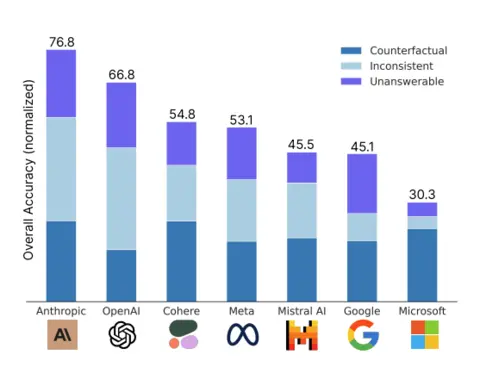 76.8
66.8
54.8
53.1
45.5
45.1
30.3
Counterfactual
Inconsistent
Unanswerable
Overall Accuracy (normalized)
Anthropic
OpenAI
Cohere
Meta
Mistral AI
Google
Microsoft